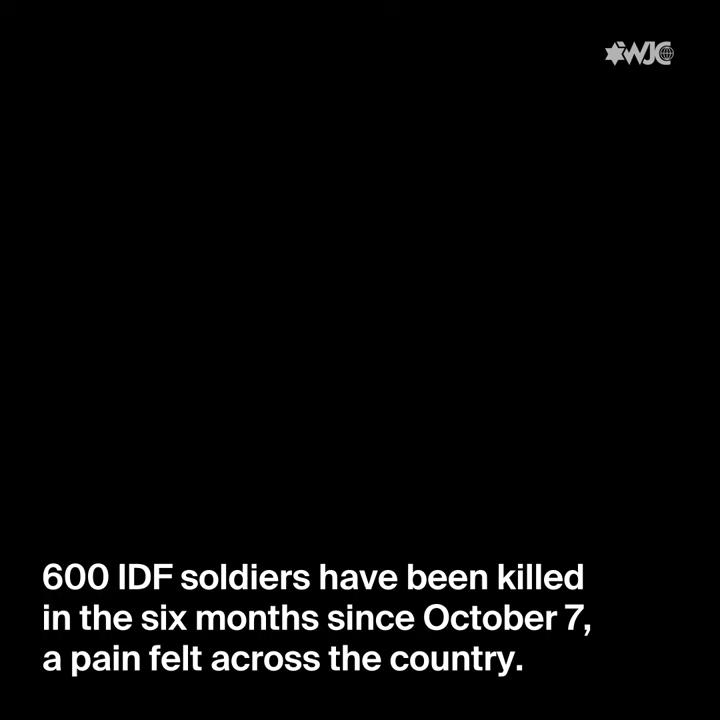 WJC
600 IDF soldiers have been killed
in the six months since October 7,
a pain felt across the country.